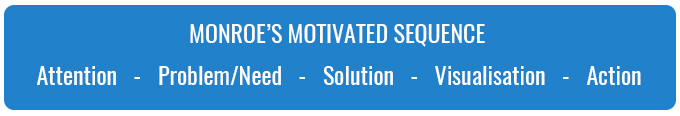 MONROE’S MOTIVATED SEQUENCE
Attention - Problem/Need - Solution - Visualisation - Action